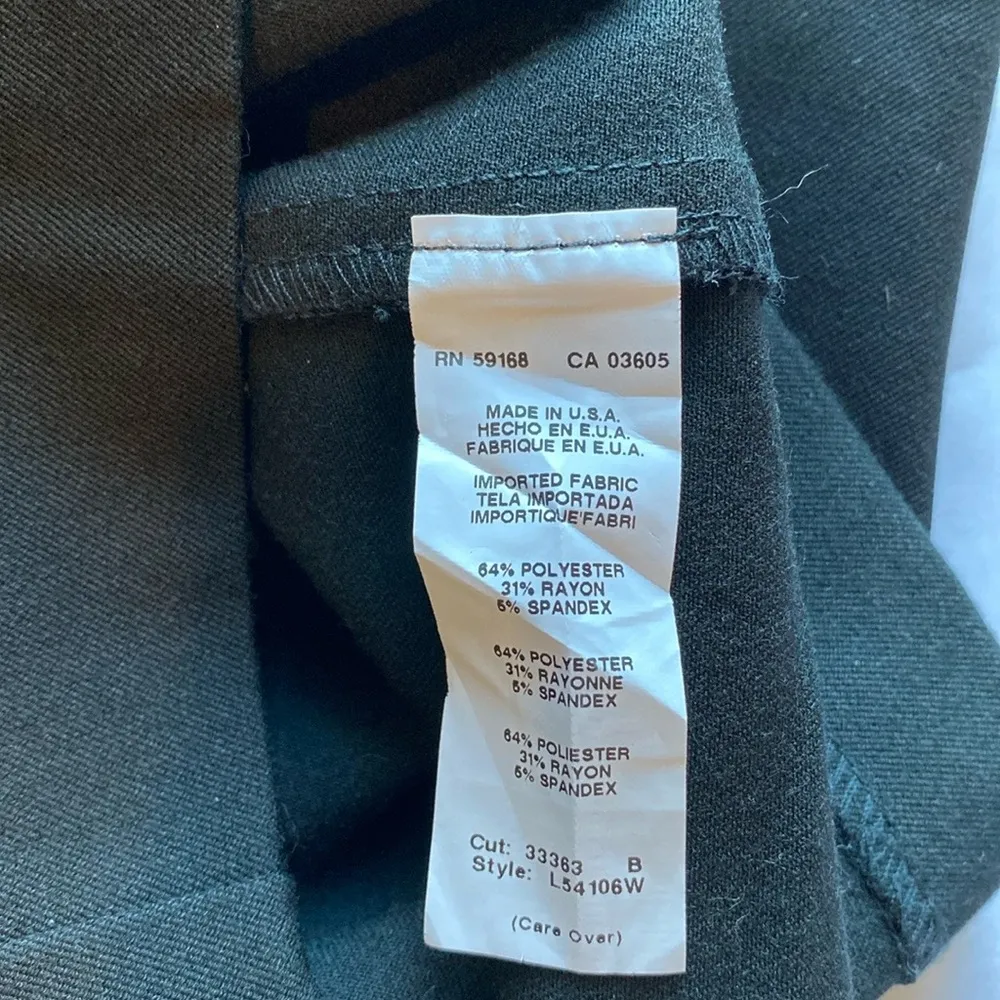 RN 59168 CA 03605
MADE IN U.S.A.
HECHO EN E.U.A.
FABRIQUE EN E.U.A.
IMPORTED FABRIC
TELA IMPORTADA
IMPORTIQUE'FABRI
64% POLYESTER
31% RAYON
5% SPANDEX
64% POLYESTER
31% RAYONNE
5% SPANDEX
64% POLIESTER
31% RAYON
5% SPANDEX
Cut: 33363 B
Style: L54106W
(Care Over)